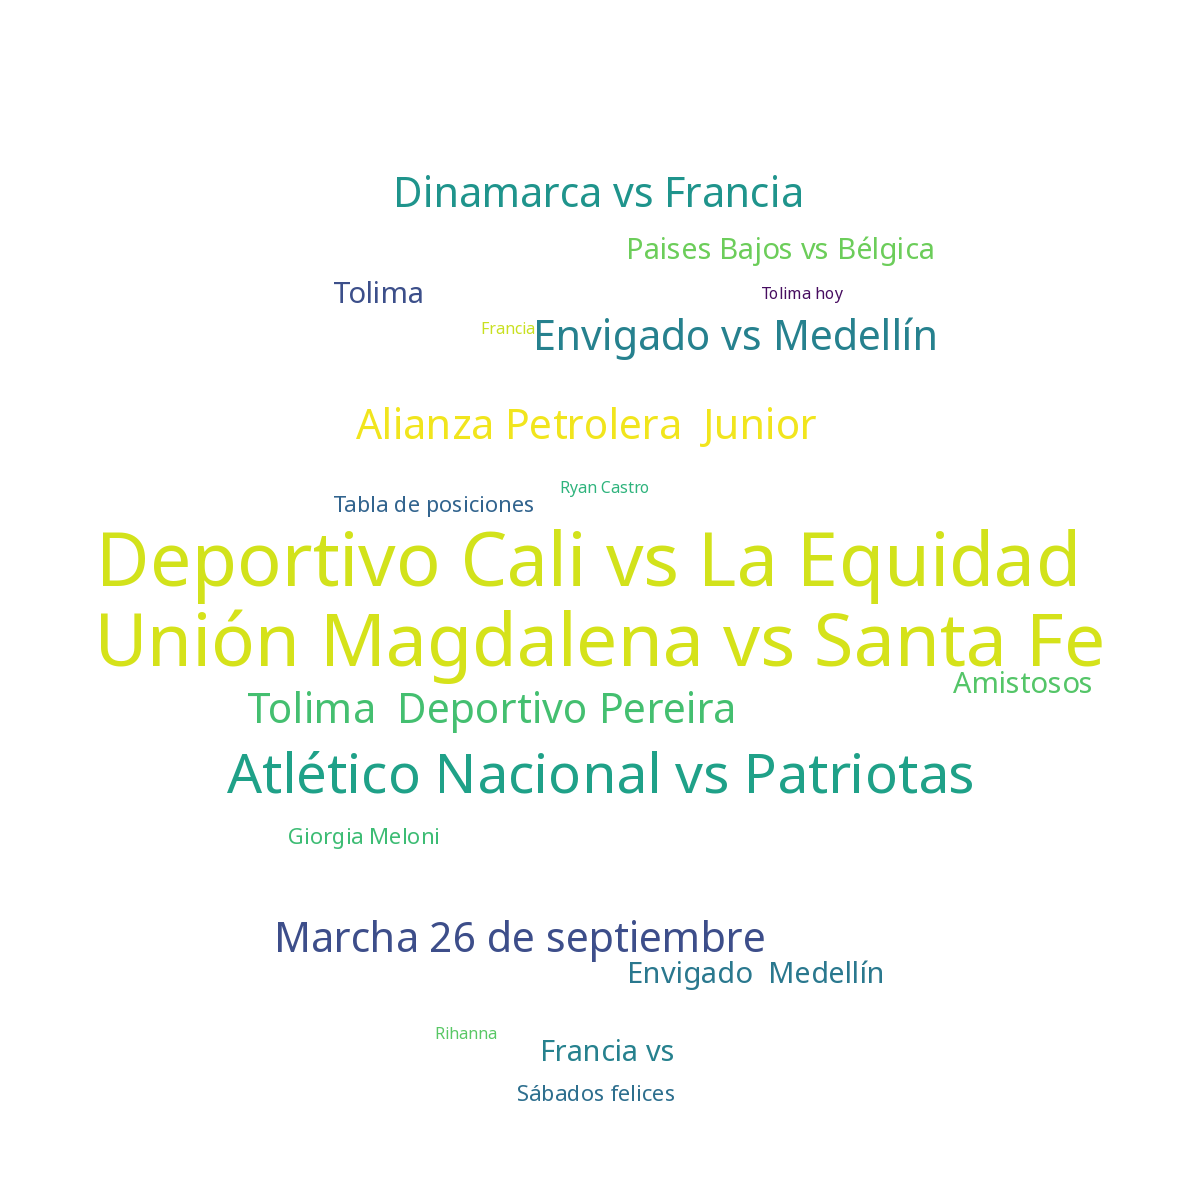 Dinamarca vs Francia
Paises Bajos vs Bélgica
Tolima
Tolima hoy
Francia
Envigado vs Medellín
Alianza Petrolera Junior
Ryan Castro
Tabla de posiciones
Deportivo Cali vs La Equidad
Unión Magdalena vs Santa Fe
Amistosos
Tolima Deportivo Pereira
Atlético Nacional vs Patriotas
Giorgia Meloni
Marcha 26 de septiembre
Envigado Medellín
Rihanna
Francia vs
Sábados felices